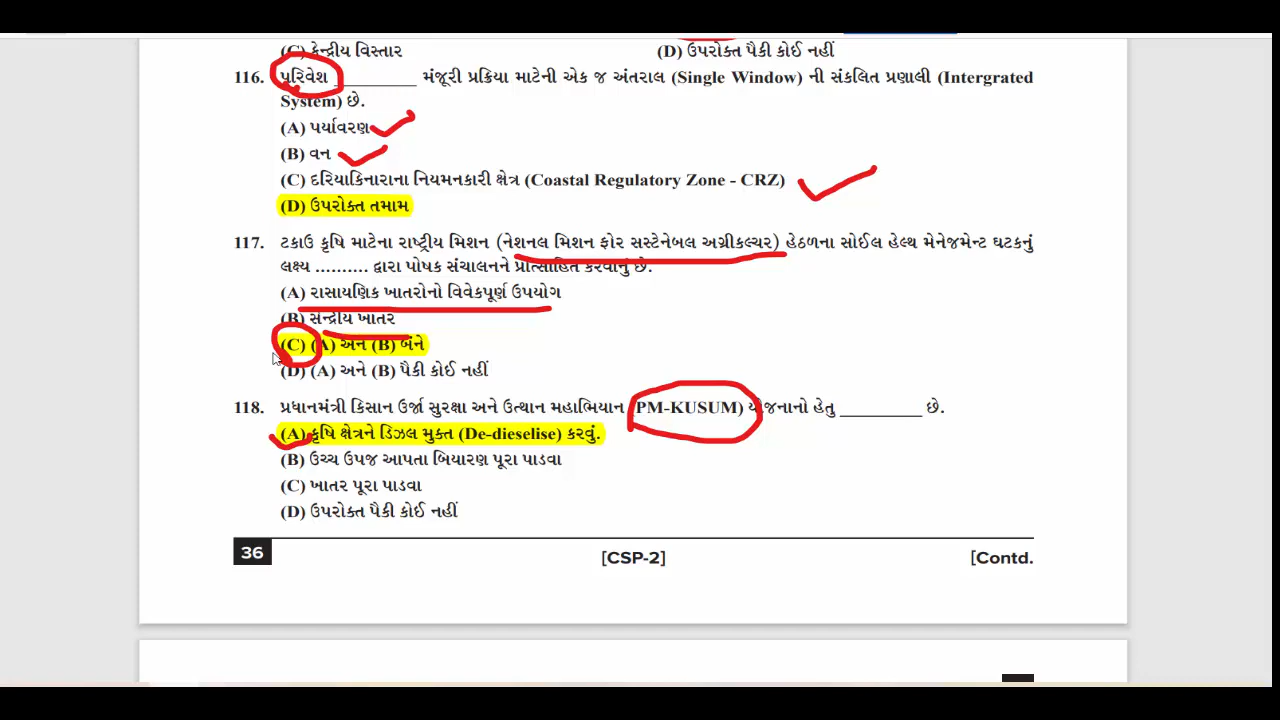 (C) કેન્દ્રીય વિસ્તાર (D) ઉપરોક્ત પૈકી કોઈ નહીં
116. પરિવેશ __________ મંજૂરી પ્રક્રિયા માટેની એક જ અંતરાલ (Single Window) ની સંકલિત પ્રણાલી (Intergrated
System) છે.
(A) પર્યાવરણ
(B) વન
(C) દરિયાકિનારાના નિયમનકારી ક્ષેત્ર (Coastal Regulatory Zone - CRZ)
(D) ઉપરોક્ત તમામ
117. ટકાઉ કૃષિ માટેના રાષ્ટ્રીય મિશન (નેશનલ મિશન ફોર સસ્ટેનેબલ અગ્રીકલ્ચર) હેઠળના સોઈલ હેલ્થ મેનેજમેન્ટ ઘટકનું
લક્ષ્ય .......... દ્વારા પોષક સંચાલનને પ્રોત્સાહિત કરવાનું છે.
(A) રાસાયણિક ખાતરોનો વિવેકપૂર્ણ ઉપયોગ
(B) સેન્દ્રીય ખાતર
(C) (A) અને (B) બંને
(D) (A) અને (B) પૈકી કોઈ નહીં
118. પ્રધાનમંત્રી કિસાન ઉર્જા સુરક્ષા અને ઉત્થાન મહાભિયાન (PM-KUSUM) યોજનાનો હેતુ __________ છે.
(A) કૃષિ ક્ષેત્રને ડિઝલ મુક્ત (De-dieselise) કરવું.
(B) ઉચ્ચ ઉપજ આપતા બિયારણ પૂરા પાડવા
(C) ખાતર પૂરા પાડવા
(D) ઉપરોક્ત પૈકી કોઈ નહીં
36 [CSP-2] [Contd.